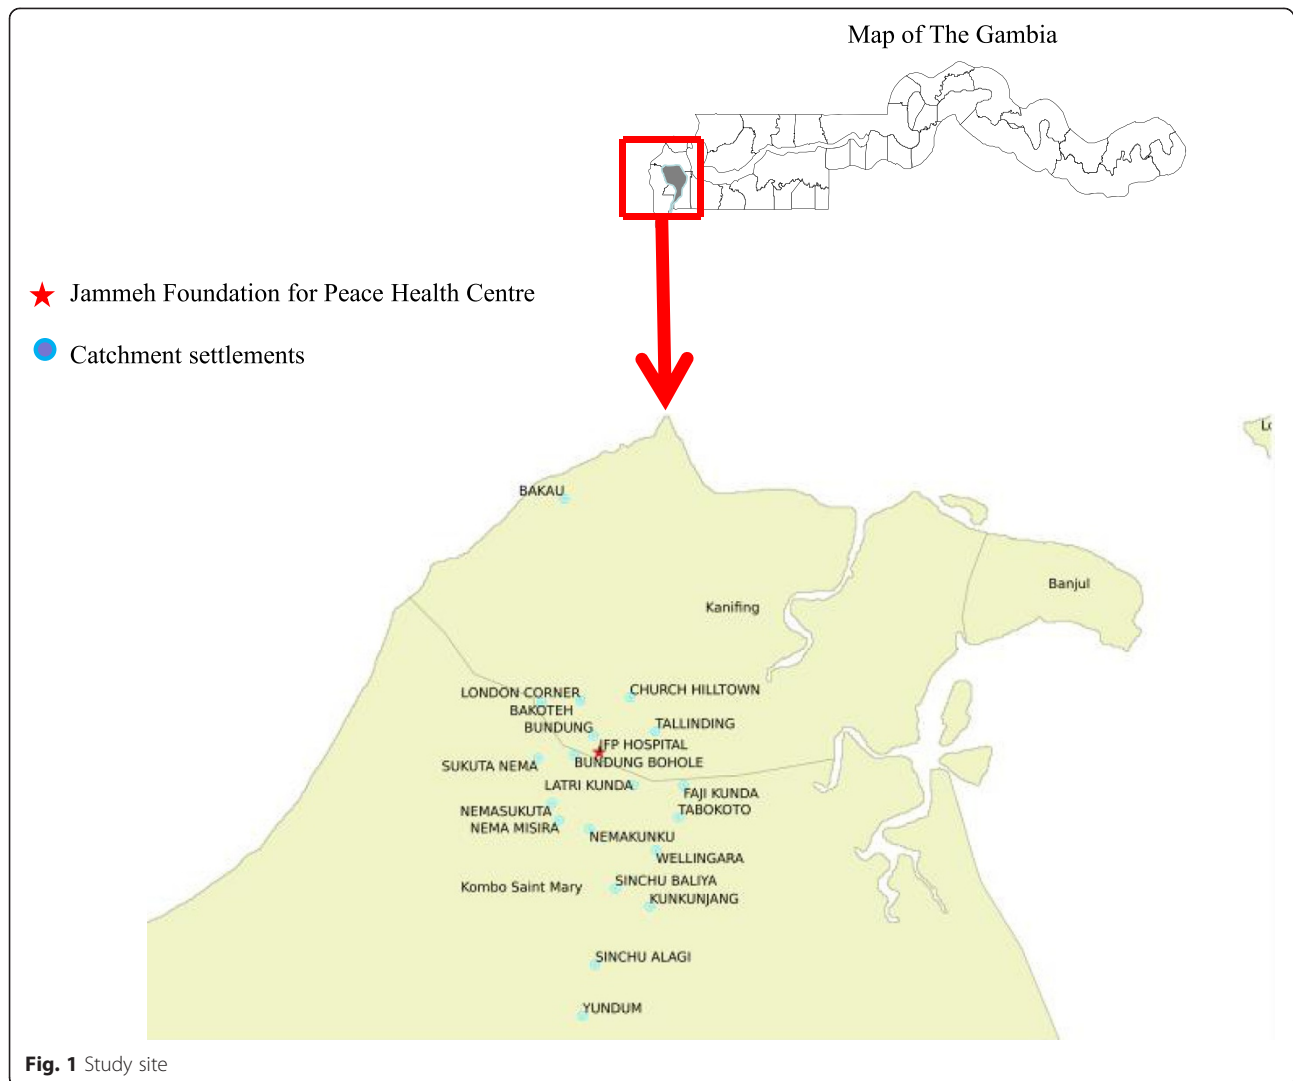 Map of The Gambia
Jammeh Foundation for Peace Health Centre
Catchment settlements
BAKAU
Banjul
Kanifing
LONDON CORNER
CHURCH HILLTOWN
BAKOTEH
BUNDUNG
TALLINDING
JFP HOSPITAL
BUNDUNG BOHOLE
SUKUTA NEMA
LATRI KUNDA
FAJI KUNDA
NEMASUKUTA
TABOKOTO
NEMA MISIRA
NEMAKUNKU
WELLINGARA
SINCHU BALIYA
Kombo Saint Mary
KUNKUNJANG
SINCHU ALAGI
YUNDUM
Fig. 1 Study site